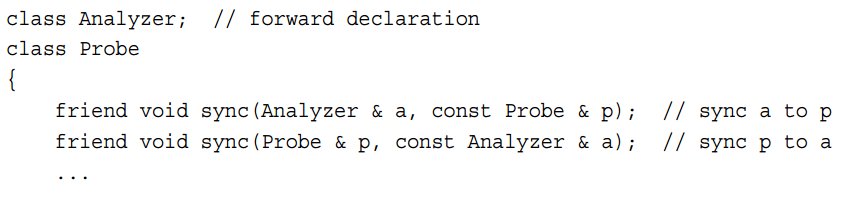 class Analyzer;  // forward declaration
class Probe
{
    friend void sync(Analyzer & a, const Probe & p);  // sync a to p
    friend void sync(Probe & p, const Analyzer & a);  // sync p to a
    ...